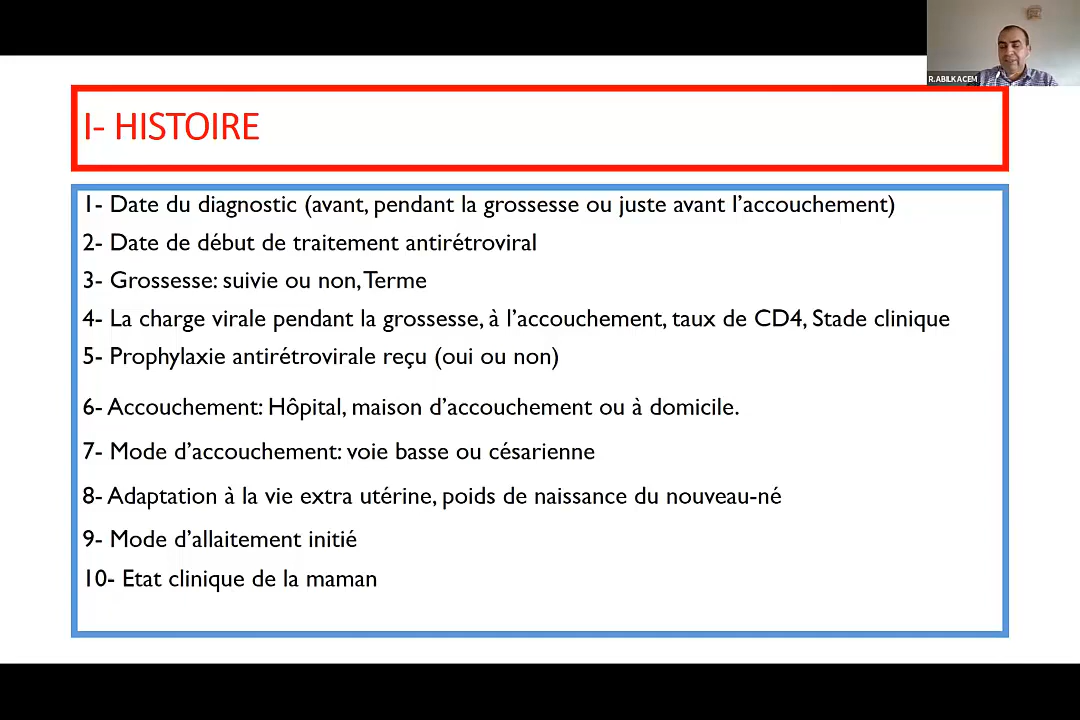 R.ABILKACEM
I- HISTOIRE
1- Date du diagnostic (avant, pendant la grossesse ou juste avant l’accouchement)
2- Date de début de traitement antirétroviral
3- Grossesse: suivie ou non, Terme
4- La charge virale pendant la grossesse, à l’accouchement, taux de CD4, Stade clinique
5- Prophylaxie antirétrovirale reçu (oui ou non)
6- Accouchement: Hôpital, maison d’accouchement ou à domicile.
7- Mode d’accouchement: voie basse ou césarienne
8- Adaptation à la vie extra utérine, poids de naissance du nouveau-né
9- Mode d’allaitement initié
10- Etat clinique de la maman